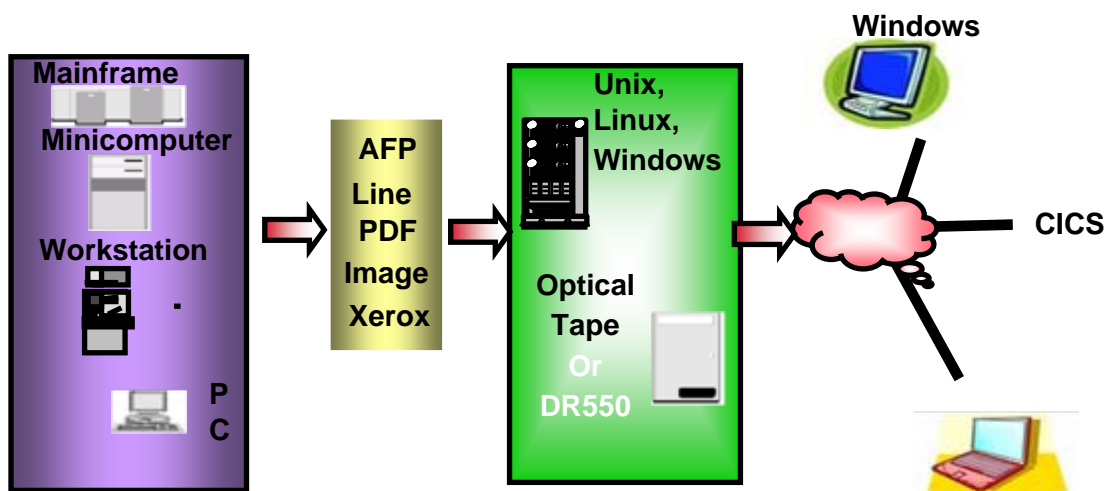 Mainframe
Minicomputer
Workstation
P
C
AFP
Line
PDF
Image
Xerox
Unix,
Linux,
Windows
Optical
Tape
Or
DR550
Windows
CICS